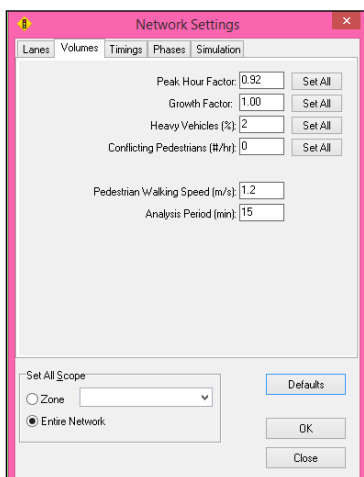 Network Settings
Lanes Volumes Timings Phases Simulation
Peak Hour Factor: 0.92 Set All
Growth Factor: 1.00 Set All
Heavy Vehicles (%): 2 Set All
Conflicting Pedestrians (#/hr): 0 Set All
Pedestrian Walking Speed (m/s): 1.2
Analysis Period (min): 15
Set All Scope
Zone
Entire Network
Defaults
OK
Close